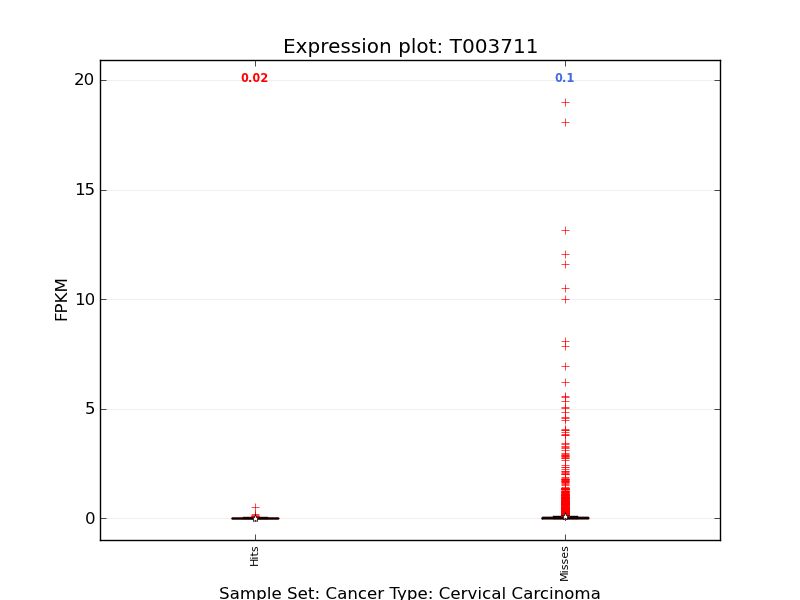 Expression plot: T003711
0.02
0.1
20
15
10
5
0
FPKM
Hits
Misses
Sample Set: Cancer Type: Cervical Carcinoma